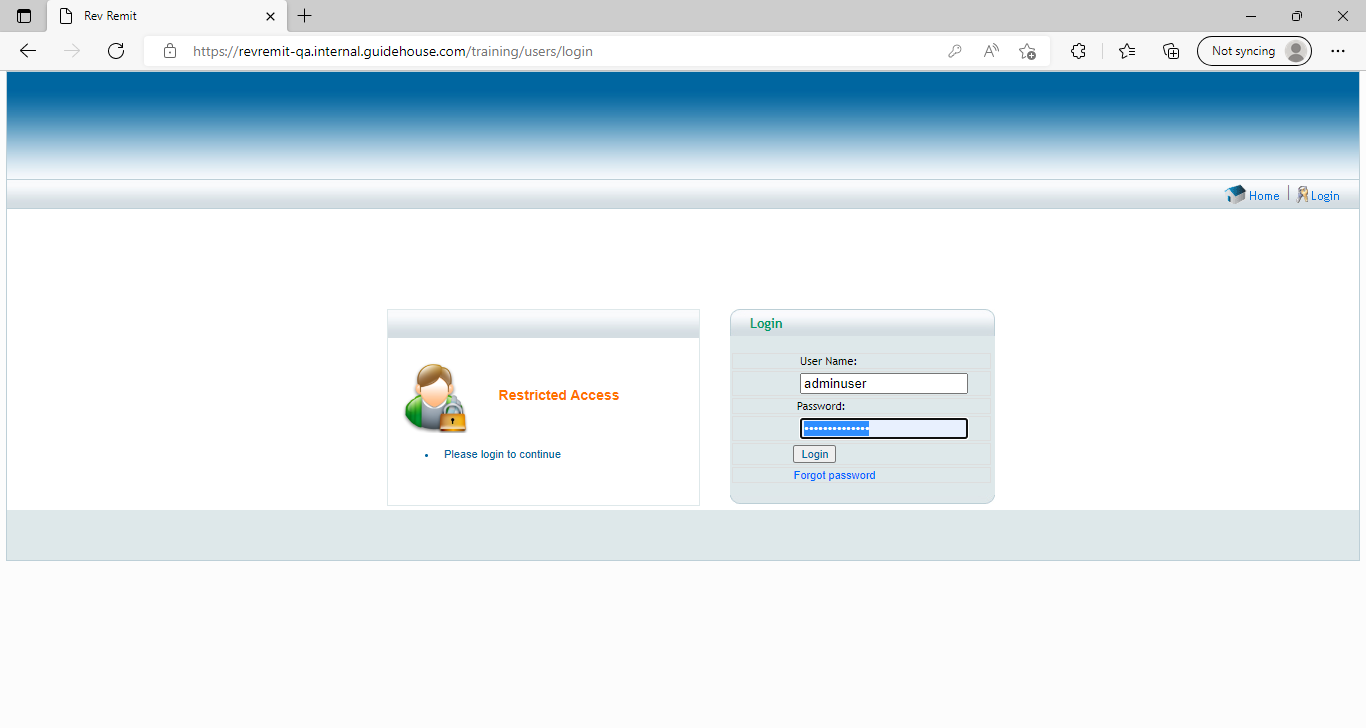 Rev Remit
https://revremit-qa.internal.guidehouse.com/training/users/login
Not syncing
Home
Login
Restricted Access
Please login to continue
Login
User Name:
adminuser
Password:
••••••••••••••
Login
Forgot password